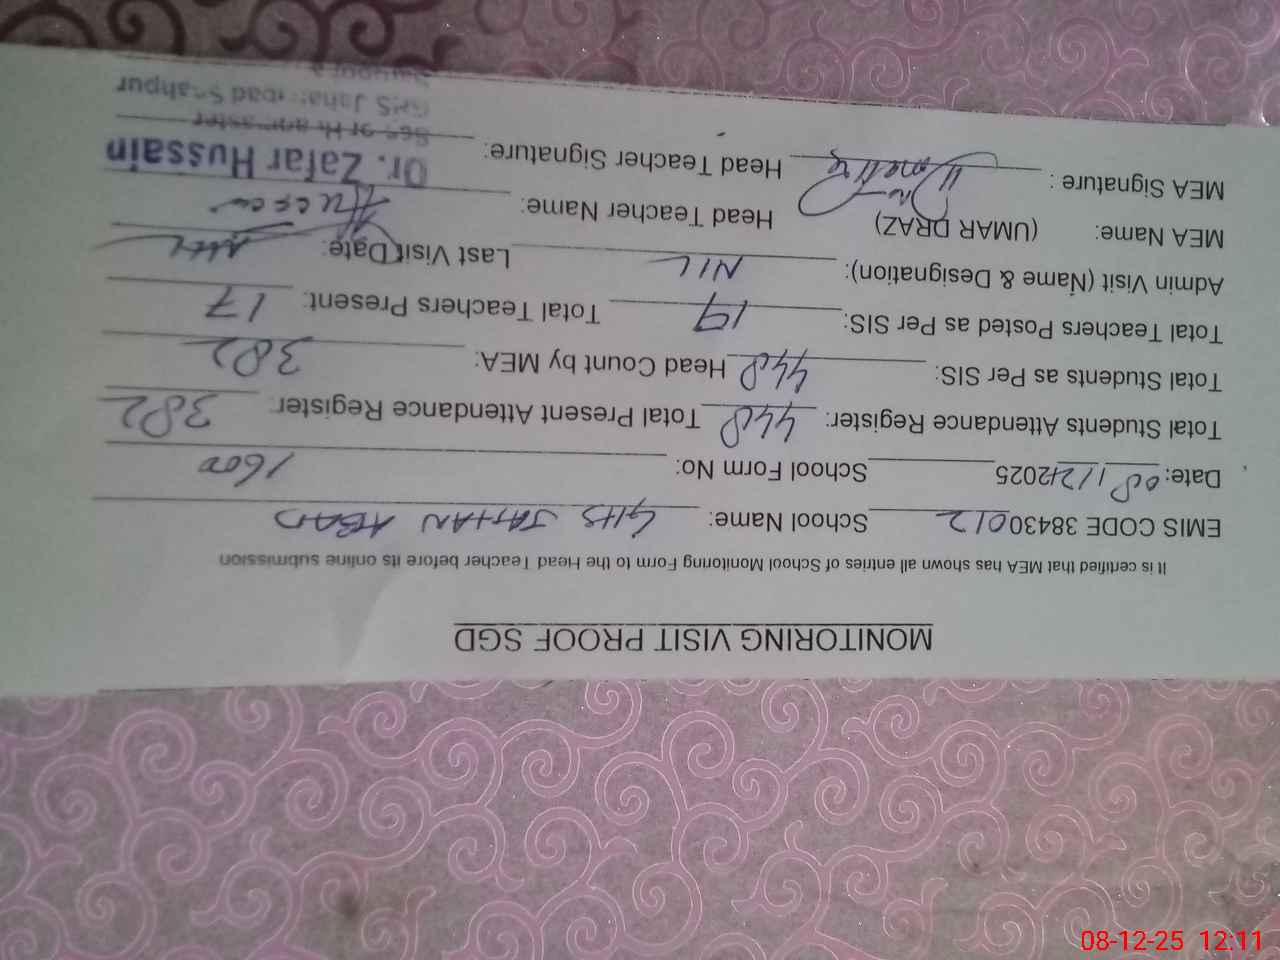 MONITORING VISIT PROOF SGD
It is certified that MEA has shown all entries of School Monitoring Form to the Head Teacher before its online submission
EMIS CODE 38430012 School Name: GHS JAHAN ABAD
Date: 08/12/2025 School Form No: 1600
Total Students Attendance Register: 448 Total Present Attendance Register: 382
Total Students as Per SIS: 448 Head Count by MEA: 382
Total Teachers Posted as Per SIS: 19 Total Teachers Present: 17
Admin Visit (Name & Designation): NIL Last Visit Date:
MEA Name: (UMAR DRAZ) Head Teacher Name:
MEA Signature : Head Teacher Signature:
Dr. Zafar Hussain
08-12-25 12:11